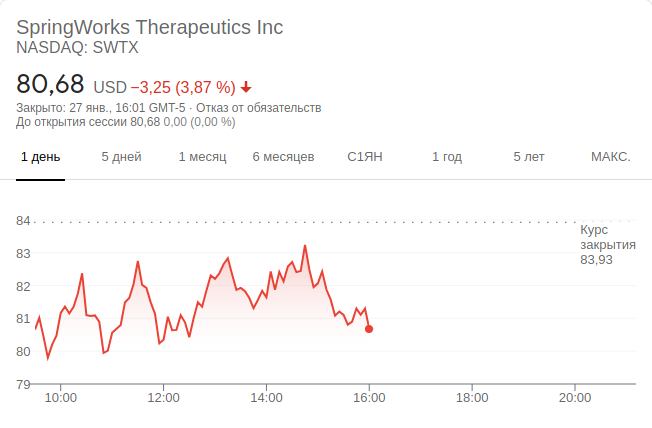 SpringWorks Therapeutics Inc
NASDAQ: SWTX
80,68 USD −3,25 (3,87 %)
Закрыто: 27 янв., 16:01 GMT-5 · Отказ от обязательств
До открытия сессии 80,68 0,00 (0,00 %)
1 день 5 дней 1 месяц 6 месяцев С1ЯН 1 год 5 лет МАКС.
84
Курс
закрытия
83,93
83
82
81
80
79
10:00 12:00 14:00 16:00 18:00 20:00